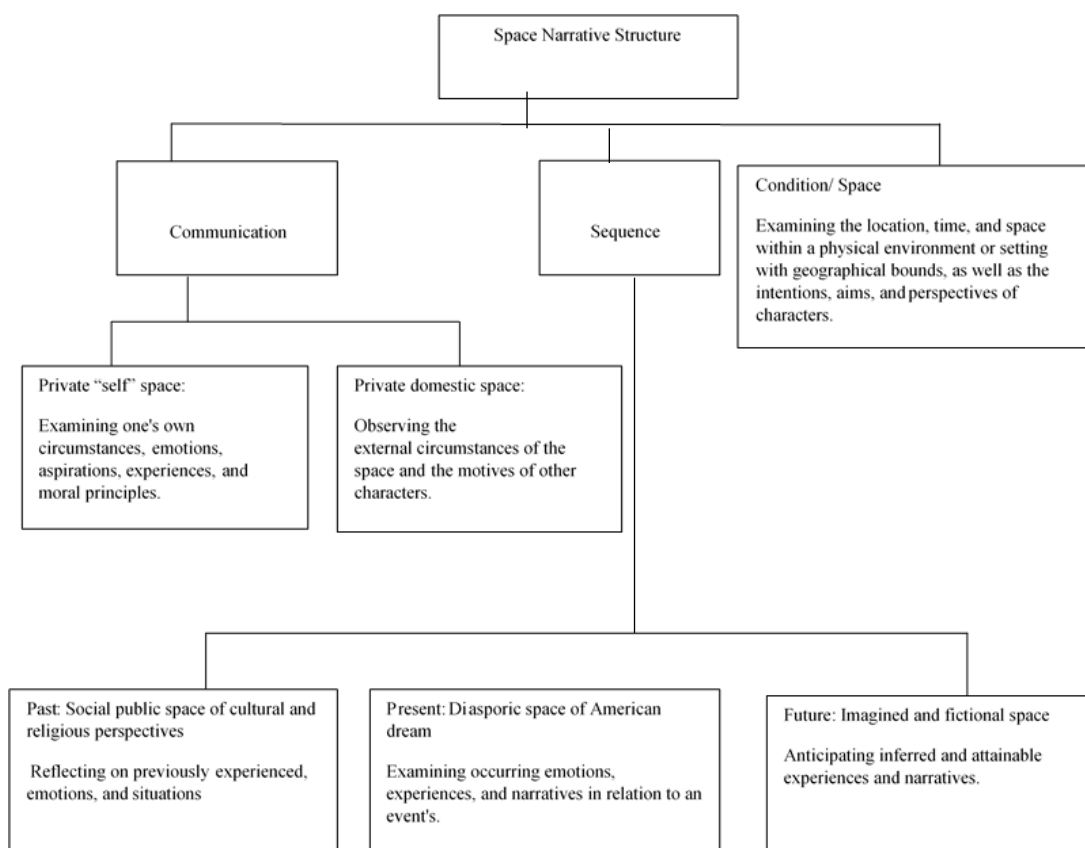 Space Narrative Structure
Communication
Sequence
Condition/ Space
Examining the location, time, and space
within a physical environment or setting
with geographical bounds, as well as the
intentions, aims, and perspectives of
characters.
Private “self” space:
Examining one's own
circumstances, emotions,
aspirations, experiences, and
moral principles.
Private domestic space:
Observing the
external circumstances of the
space and the motives of other
characters.
Past: Social public space of cultural and
religious perspectives
Reflecting on previously experienced,
emotions, and situations
Present: Diasporic space of American
dream
Examining occurring emotions,
experiences, and narratives in relation to an
event's.
Future: Imagined and fictional space
Anticipating inferred and attainable
experiences and narratives.